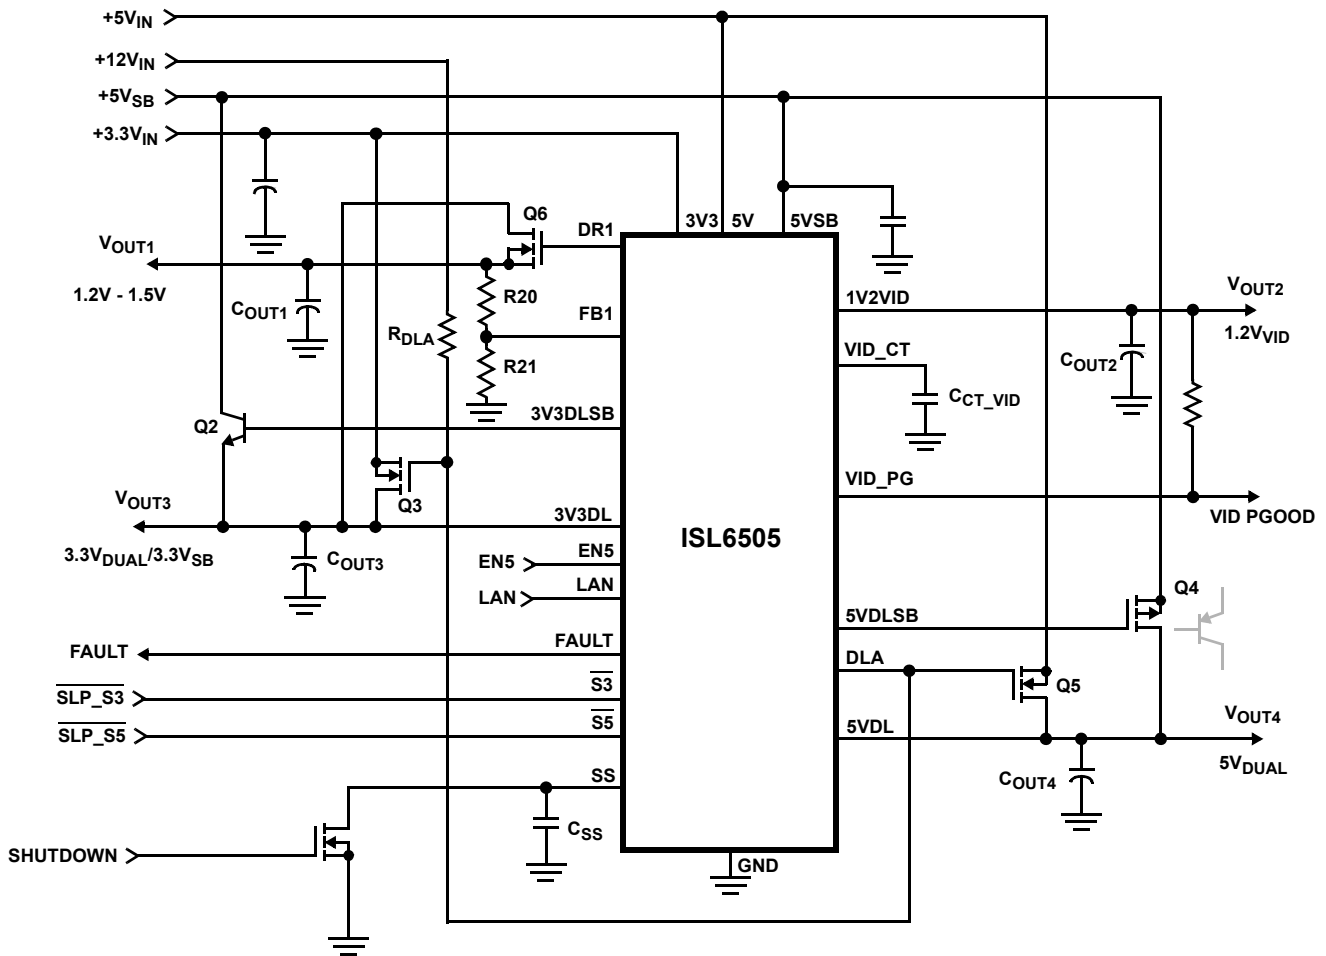 +5VIN
+12VIN
+5VSB
+3.3VIN
Q6
DR1
3V3
5V
5VSB
VOUT1
1.2V - 1.5V
COUT1
R20
FB1
RDLA
R21
1V2VID
VOUT2
1.2VVID
COUT2
VID_CT
CCT_VID
Q2
3V3DLSB
Q3
VID_PG
VID PGOOD
VOUT3
3.3VDUAL/3.3VSB
COUT3
3V3DL
ISL6505
EN5
EN5
LAN
LAN
5VDLSB
Q4
FAULT
FAULT
DLA
Q5
SLP_S3
S3
SLP_S5
S5
5VDL
VOUT4
5VDUAL
COUT4
SS
CSS
SHUTDOWN
GND